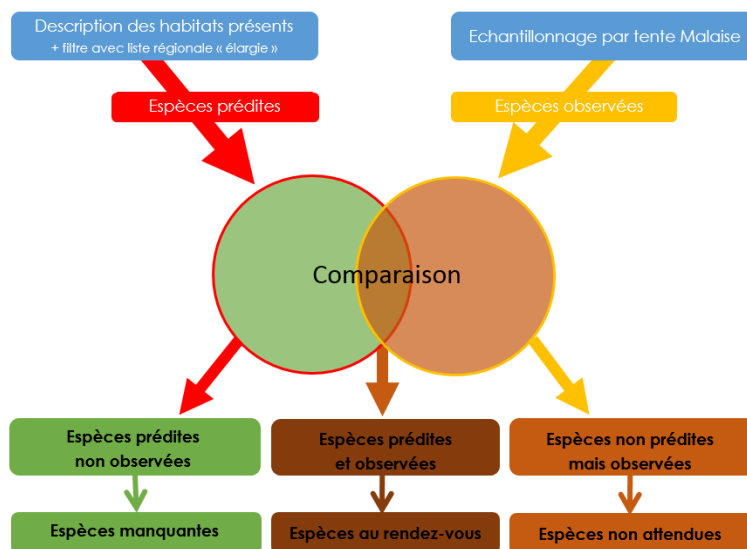 Description des habitats présents
+ filtre avec liste régionale « élargie »
Echantillonnage par tente Malaise
Espèces prédites
Espèces observées
Comparaison
Espèces prédites
non observées
Espèces prédites
et observées
Espèces non prédites
mais observées
Espèces manquantes
Espèces au rendez-vous
Espèces non attendues